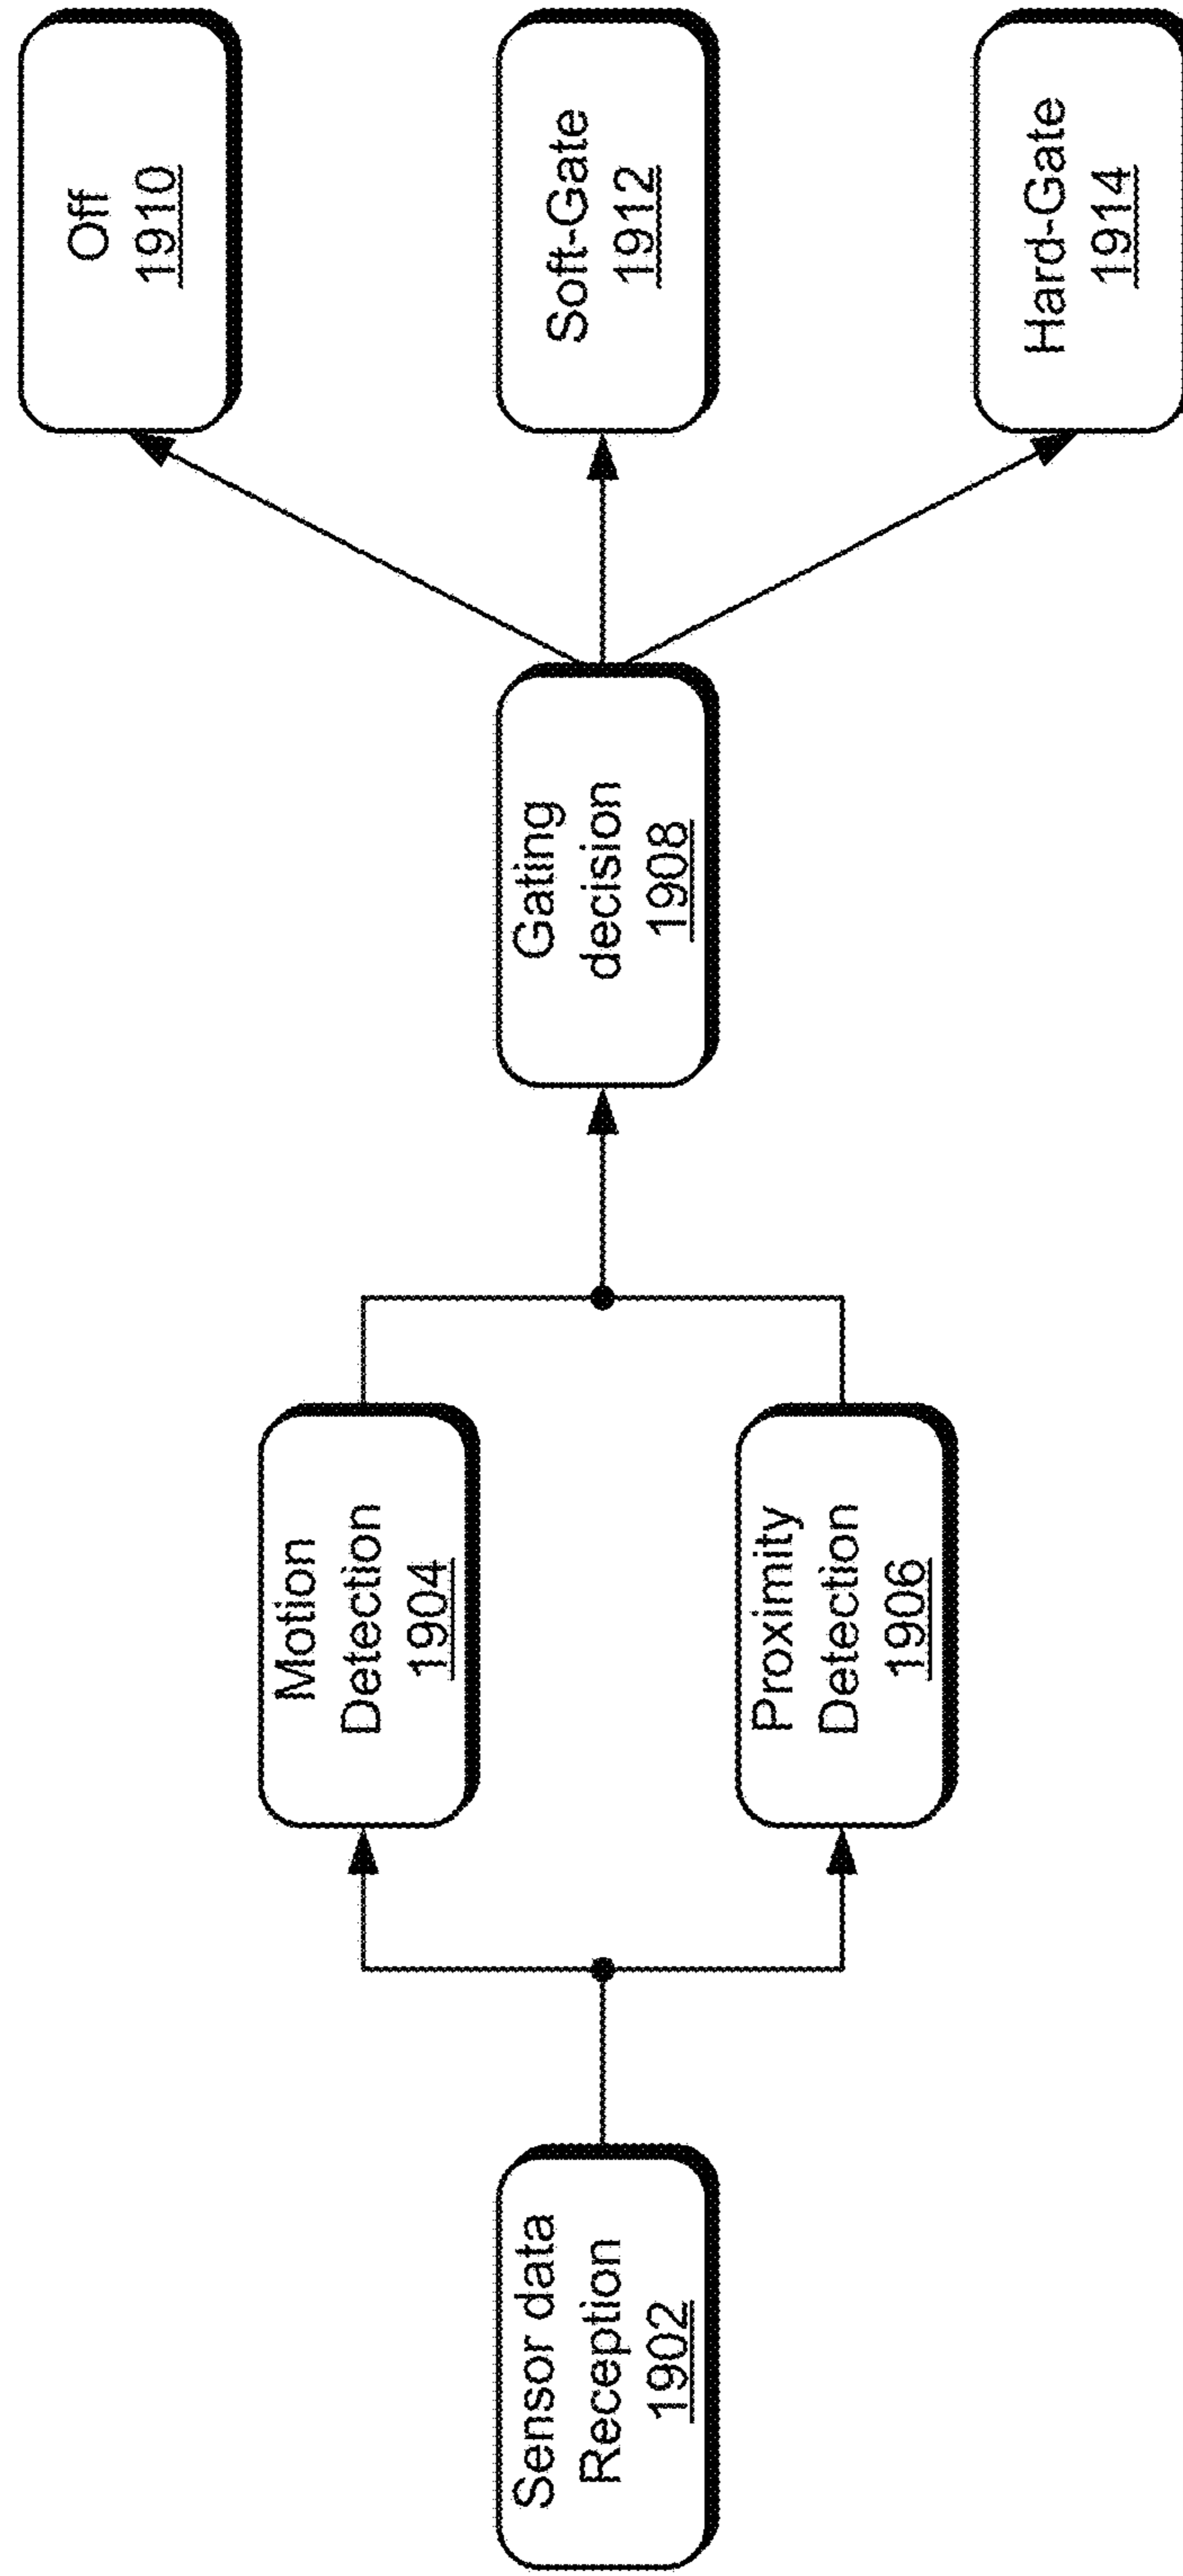 Sensor data
Reception
1902
Motion
Detection
1904
Proximity
Detection
1906
Gating
decision
1908
Off
1910
Soft-Gate
1912
Hard-Gate
1914